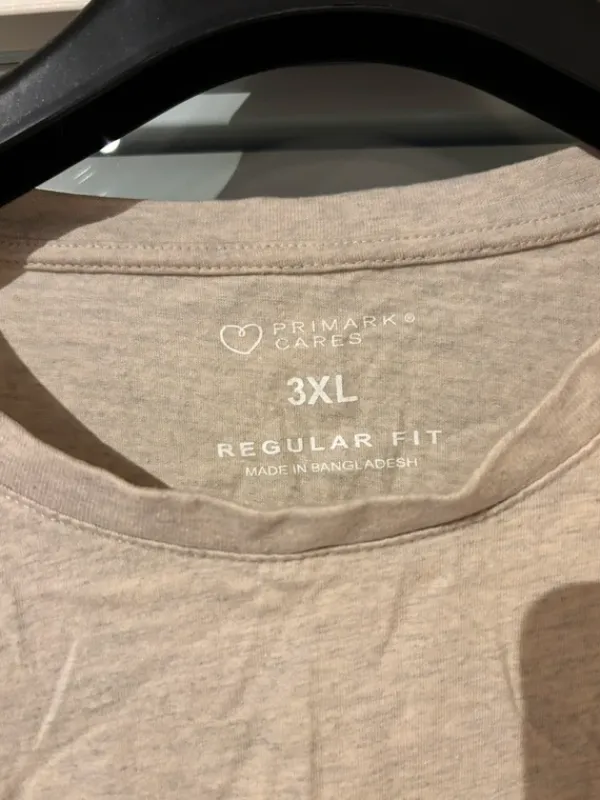 PRIMARK®
CARES
3XL
REGULAR FIT
MADE IN BANGLADESH